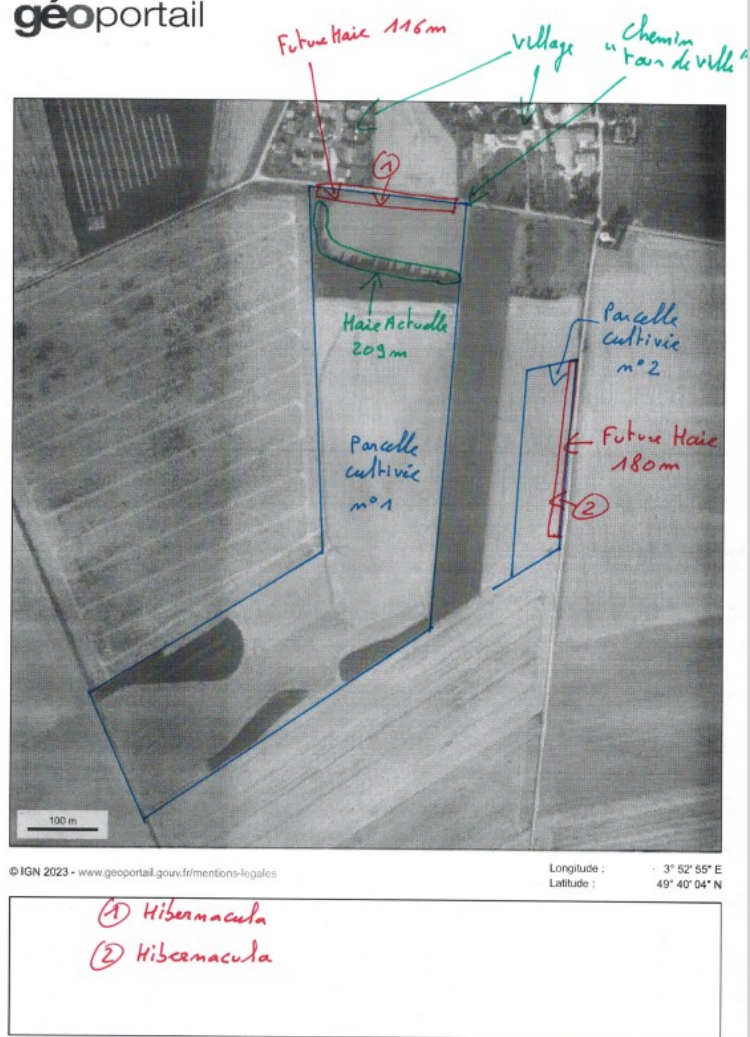 géoportail
Future Haie 116m
village
Chemin
"tour de ville"
1
Haie Actuelle
209m
Parcelle
cultivée
n°2
Future Haie
180m
2
Parcelle
cultivée
n°1
100 m
© IGN 2023 - www.geoportail.gouv.fr/mentions-legales
Longitude : 3° 52' 55" E
Latitude : 49° 40' 04" N
① Hibernacula
② Hibernacula